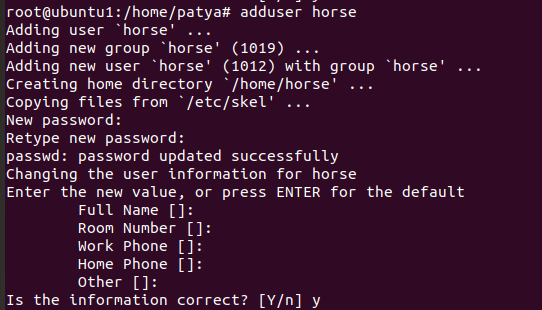 root@ubuntu1:/home/patya# adduser horse
Adding user `horse' ...
Adding new group `horse' (1019) ...
Adding new user `horse' (1012) with group `horse' ...
Creating home directory `/home/horse' ...
Copying files from `/etc/skel' ...
New password:
Retype new password:
passwd: password updated successfully
Changing the user information for horse
Enter the new value, or press ENTER for the default
        Full Name []:
        Room Number []:
        Work Phone []:
        Home Phone []:
        Other []:
Is the information correct? [Y/n] y